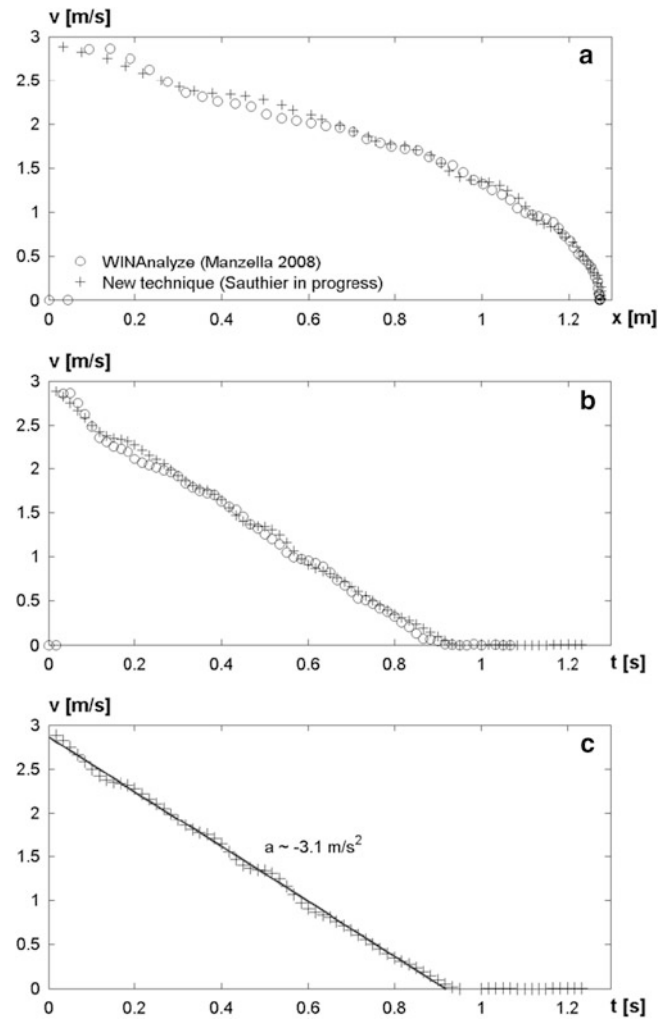 v [m/s]
3
a
2.5
2
1.5
1
0.5
WINAnalyze (Manzella 2008)
New technique (Sauthier in progress)
0
0 0.2 0.4 0.6 0.8 1 1.2 x [m]
v [m/s]
3
b
2.5
2
1.5
1
0.5
0
0 0.2 0.4 0.6 0.8 1 1.2 t [s]
v [m/s]
3
c
2.5
2
a ~ -3.1 m/s²
1.5
1
0.5
0
0 0.2 0.4 0.6 0.8 1 1.2 t [s]